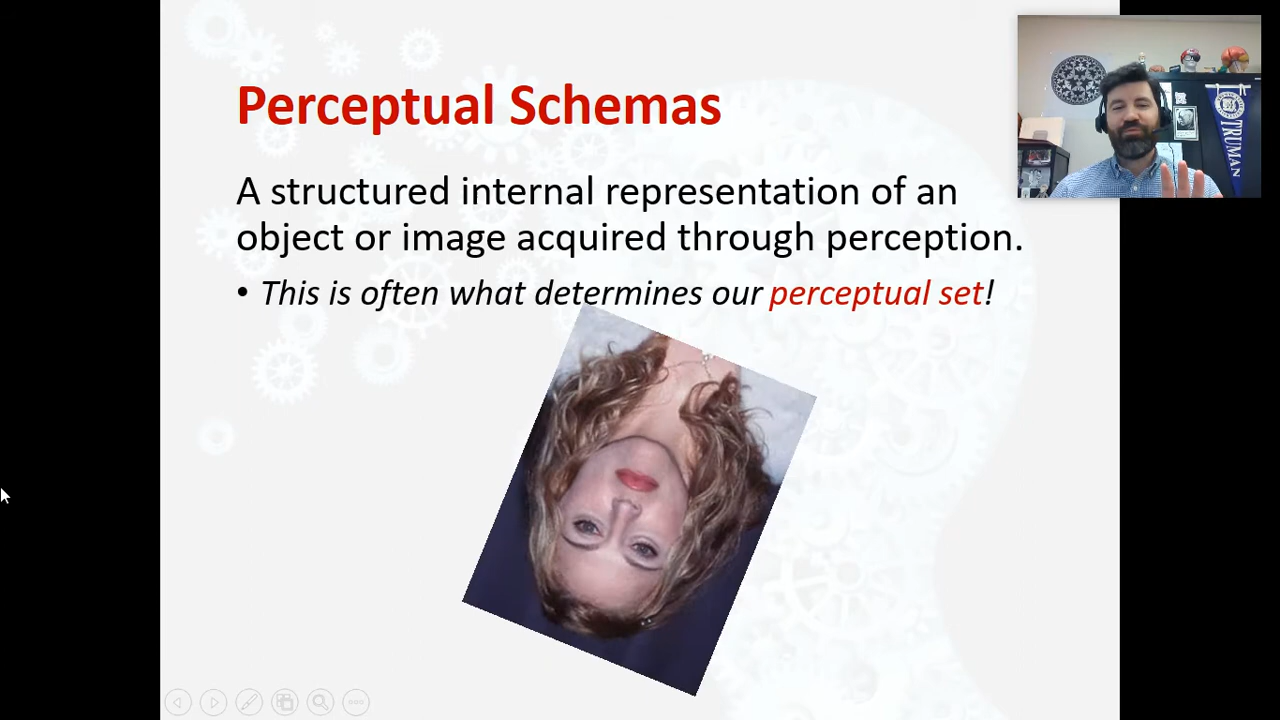 Perceptual Schemas
A structured internal representation of an
object or image acquired through perception.
• This is often what determines our perceptual set!
TRUMAN